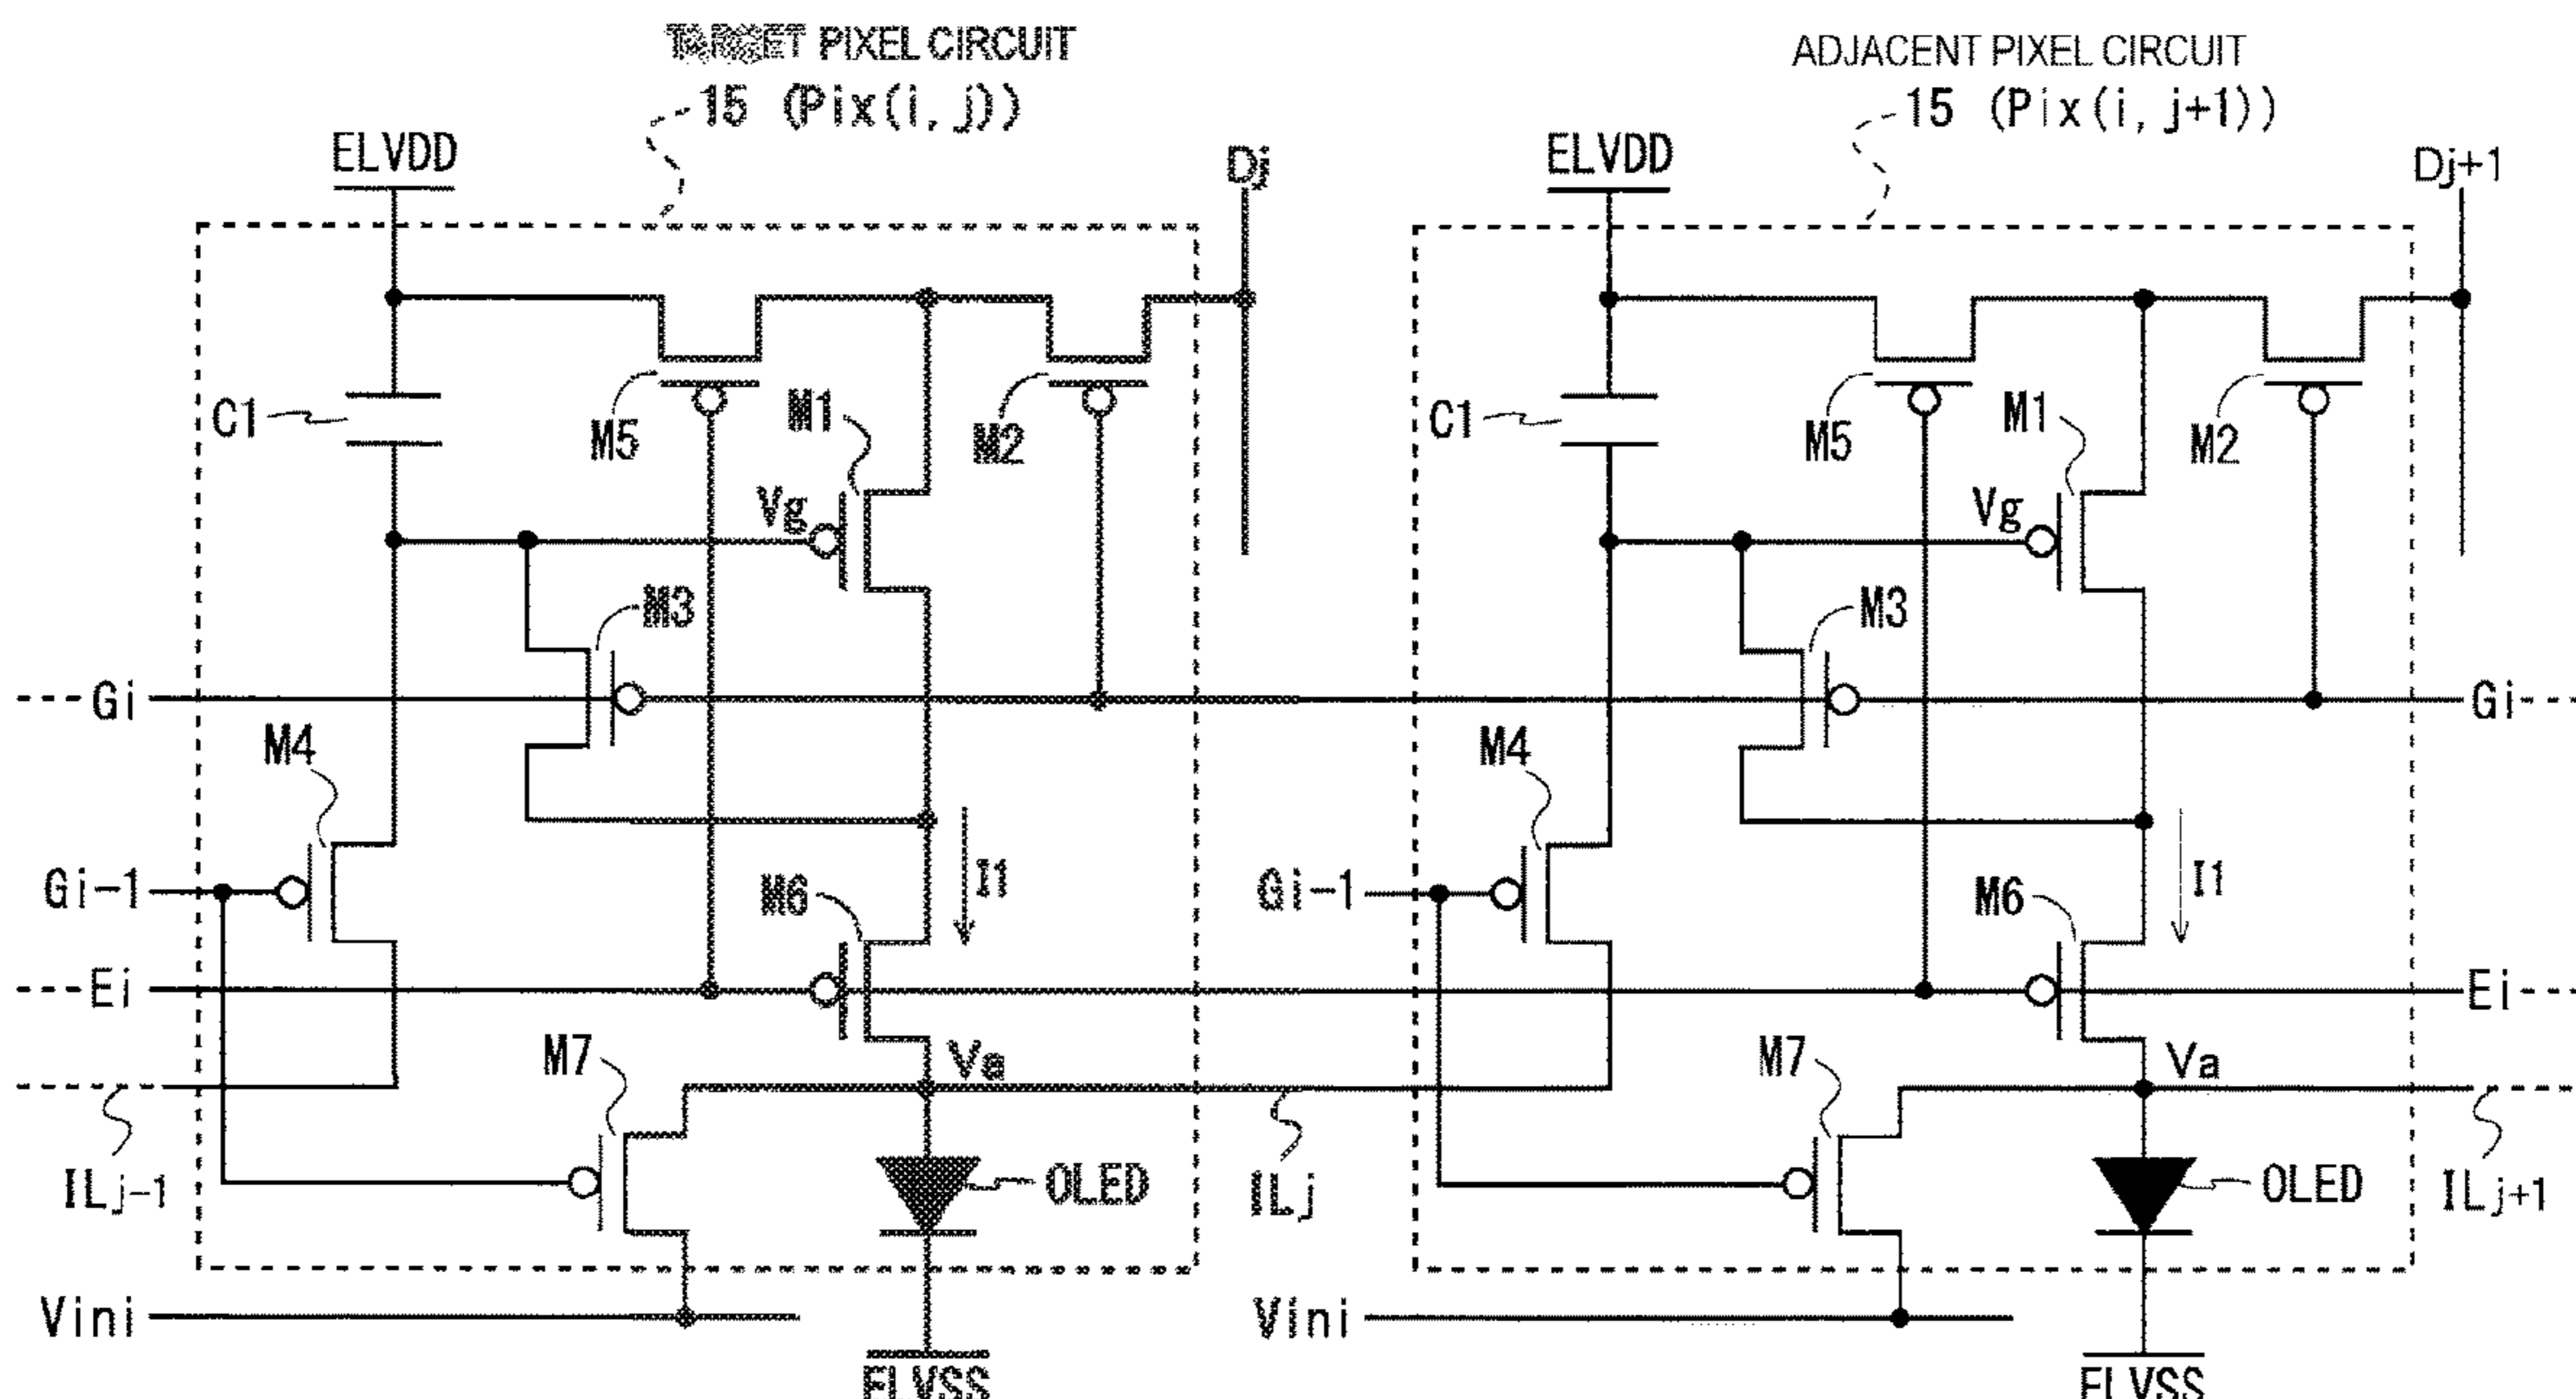 TARGET PIXEL CIRCUIT
15 (Pix(i, j))
ADJACENT PIXEL CIRCUIT
15 (Pix(i, j+1))
ELVDD
Dj
ELVDD
Dj+1
C1
M5
M1
M2
Vg
C1
M5
M1
M2
Vg
M3
M3
Gi
Gi
M4
M4
Gi-1
M6
I1
Gi-1
M6
I1
Ei
Ei
M7
Va
M7
Va
ILj-1
OLED
ILj
OLED
ILj+1
Vini
Vini
ELVSS
ELVSS